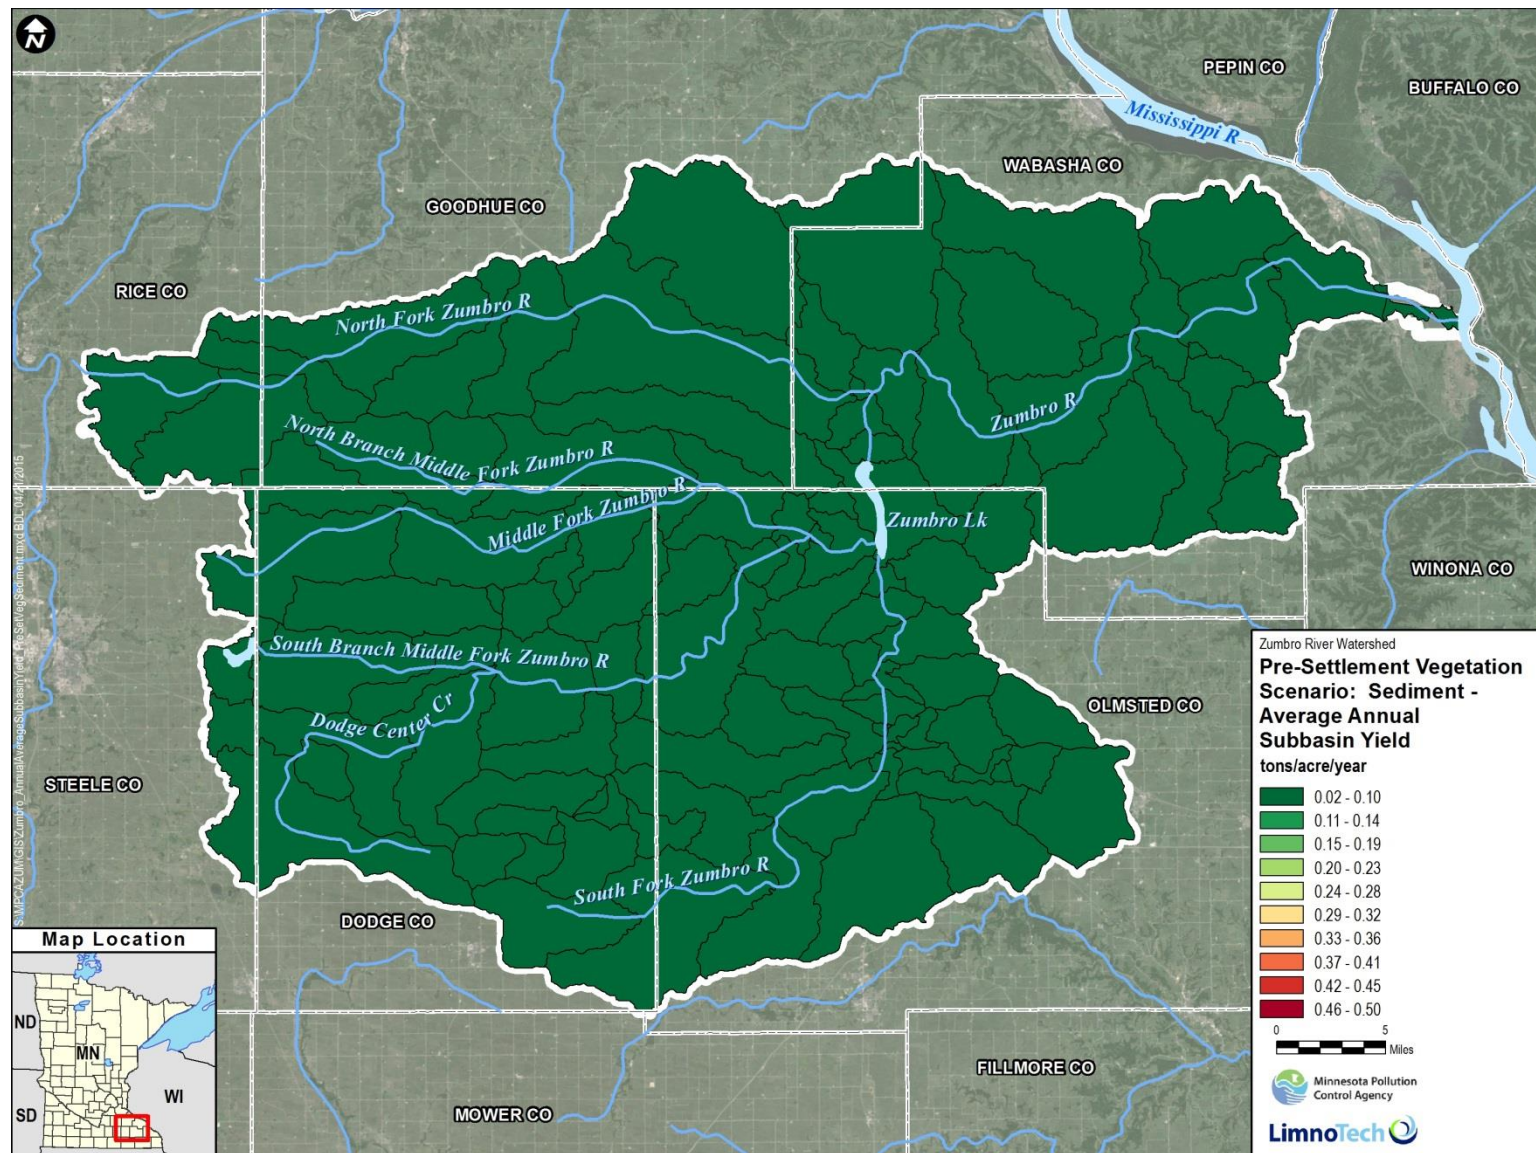 N
PEPIN CO
BUFFALO CO
Mississippi R
WABASHA CO
GOODHUE CO
RICE CO
North Fork Zumbro R
Zumbro R
North Branch Middle Fork Zumbro R
Middle Fork Zumbro R
Zumbro Lk
WINONA CO
South Branch Middle Fork Zumbro R
Dodge Center Cr
OLMSTED CO
STEELE CO
South Fork Zumbro R
DODGE CO
FILLMORE CO
MOWER CO
Zumbro River Watershed
Pre-Settlement Vegetation
Scenario: Sediment -
Average Annual
Subbasin Yield
tons/acre/year
0.02 - 0.10
0.11 - 0.14
0.15 - 0.19
0.20 - 0.23
0.24 - 0.28
0.29 - 0.32
0.33 - 0.36
0.37 - 0.41
0.42 - 0.45
0.46 - 0.50
0 5
Miles
Minnesota Pollution
Control Agency
LimnoTech
Map Location
ND
MN
SD
WI